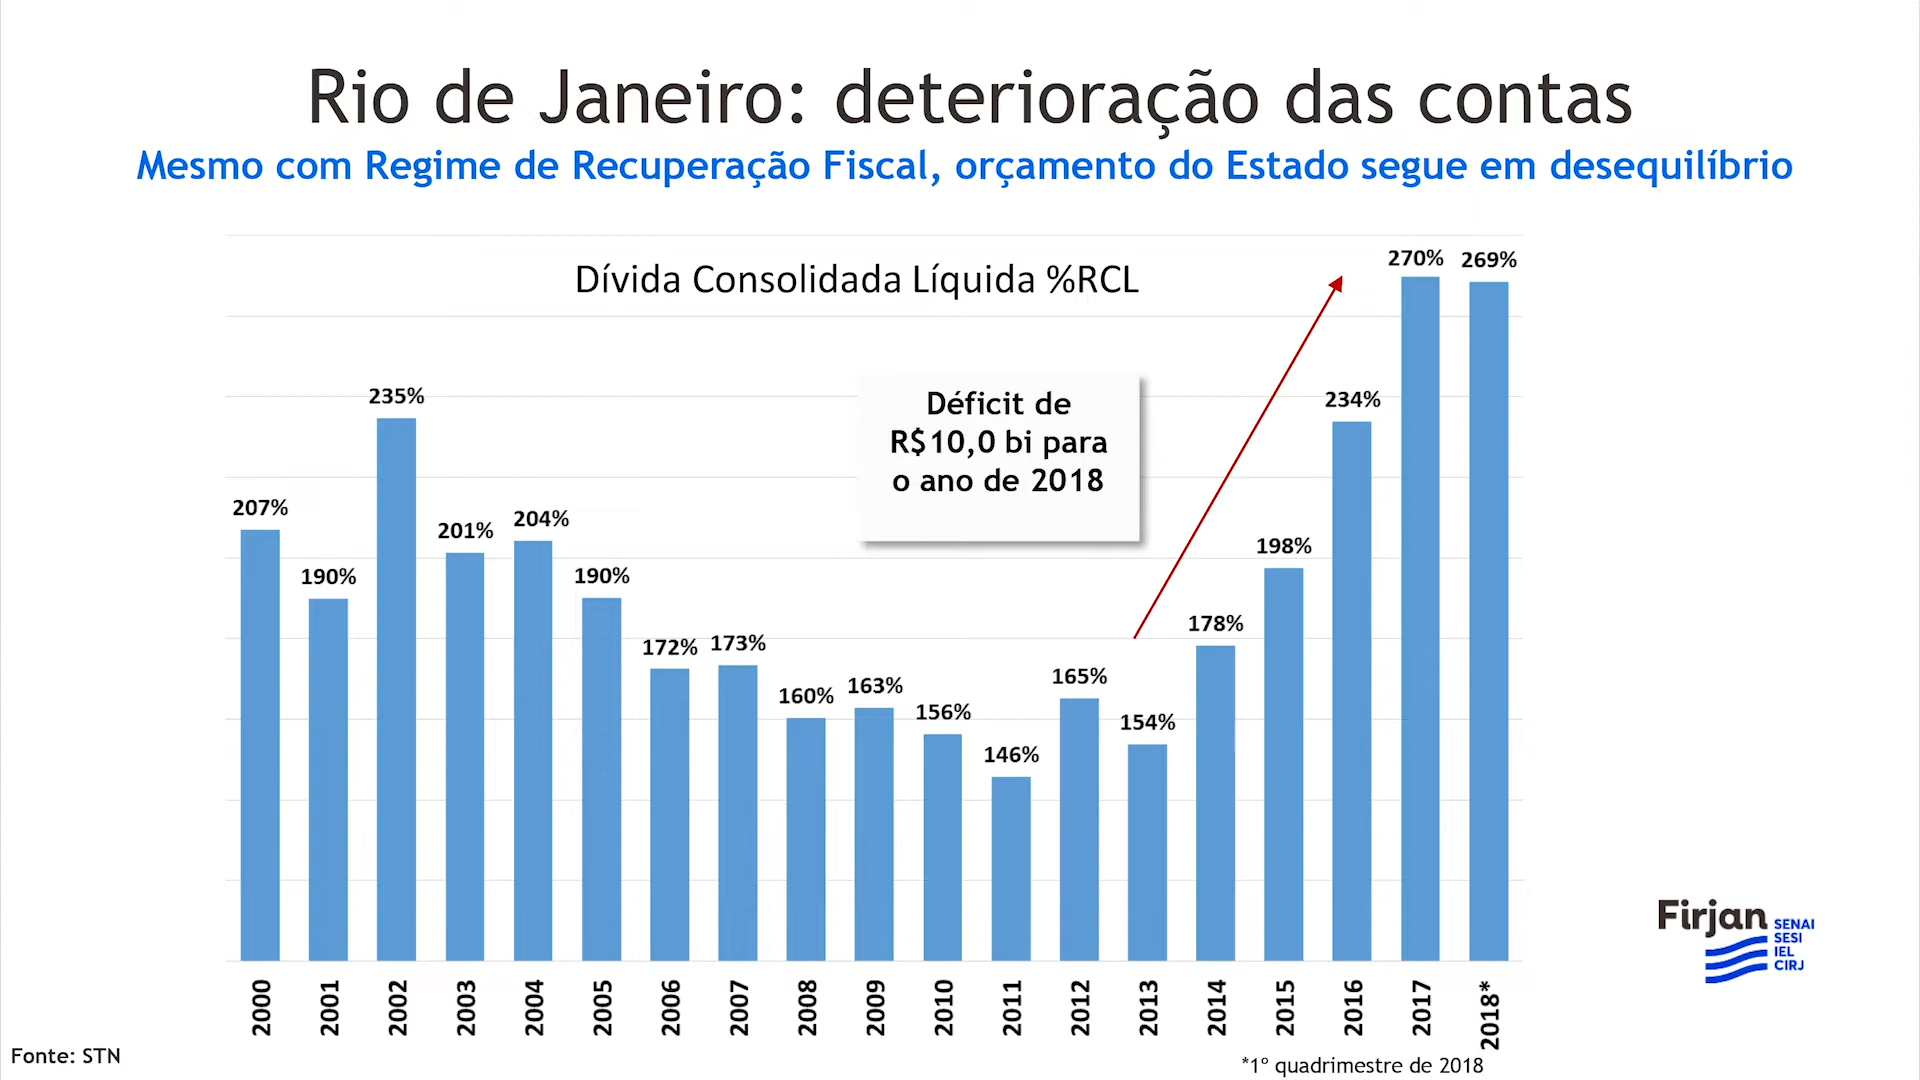 Rio de Janeiro: deterioração das contas
Mesmo com Regime de Recuperação Fiscal, orçamento do Estado segue em desequilíbrio
Dívida Consolidada Líquida %RCL
Déficit de
R$10,0 bi para
o ano de 2018
207%
190%
235%
201%
204%
190%
172%
173%
160%
163%
156%
146%
165%
154%
178%
198%
234%
270%
269%
2000
2001
2002
2003
2004
2005
2006
2007
2008
2009
2010
2011
2012
2013
2014
2015
2016
2017
2018*
Firjan
SENAI
SESI
IEL
CIRJ
Fonte: STN
*1º quadrimestre de 2018